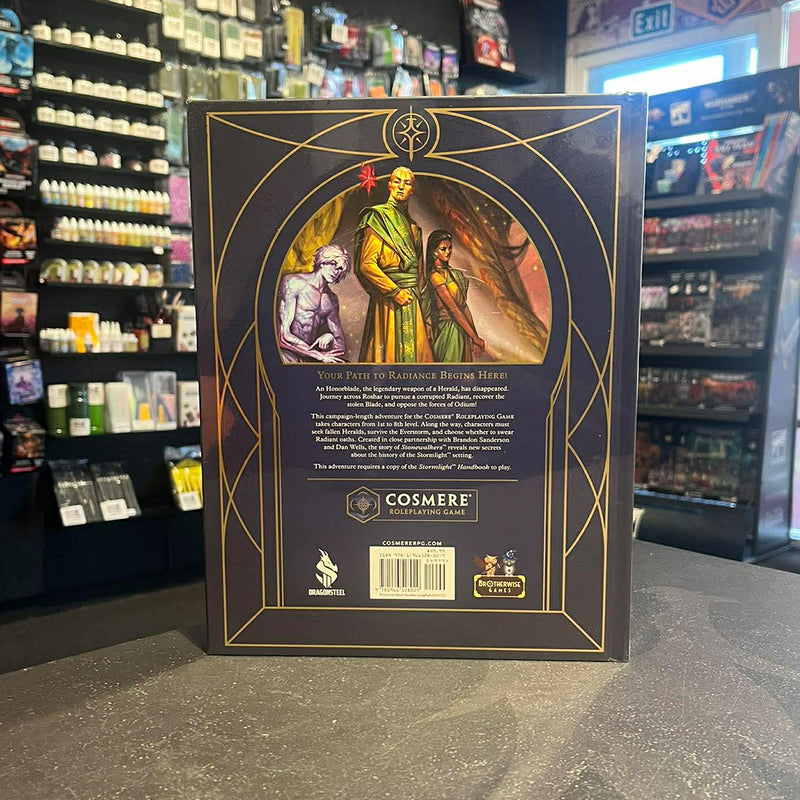 Exit
YOUR PATH TO RADIANCE BEGINS HERE!
An Honorblade, the legendary weapon of a Herald, has disappeared.
Journey across Roshar to pursue a corrupted Radiant, recover the
stolen Blade, and oppose the forces of Odium!
This campaign-length adventure for the COSMERE® ROLEPLAYING GAME
takes characters from 1st to 8th level. Along the way, characters must
seek fallen Heralds, survive the Everstorm, and choose whether to swear
Radiant oaths. Created in close partnership with Brandon Sanderson
and Dan Wells, the story of Stonewalkers™ reveals new secrets
about the history of the Stormlight™ setting.
This adventure requires a copy of the Stormlight™ Handbook to play.
COSMERE®
ROLEPLAYING GAME
COSMERERPG.COM
DRAGONSTEEL
BROTHERWISE
GAMES